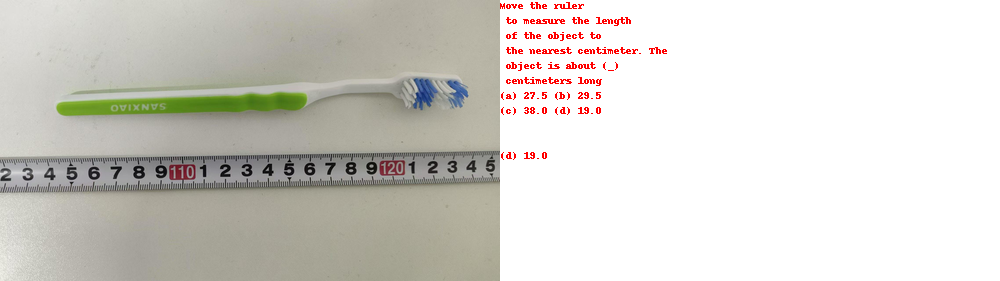 SANXIAO
2 3 4 5 6 7 8 9 110 1 2 3 4 5 6 7 8 9 120 1 2 3 4 5
Move the ruler
to measure the length
of the object to
the nearest centimeter. The
object is about (_)
centimeters long
(a) 27.5 (b) 29.5
(c) 38.0 (d) 19.0
(d) 19.0